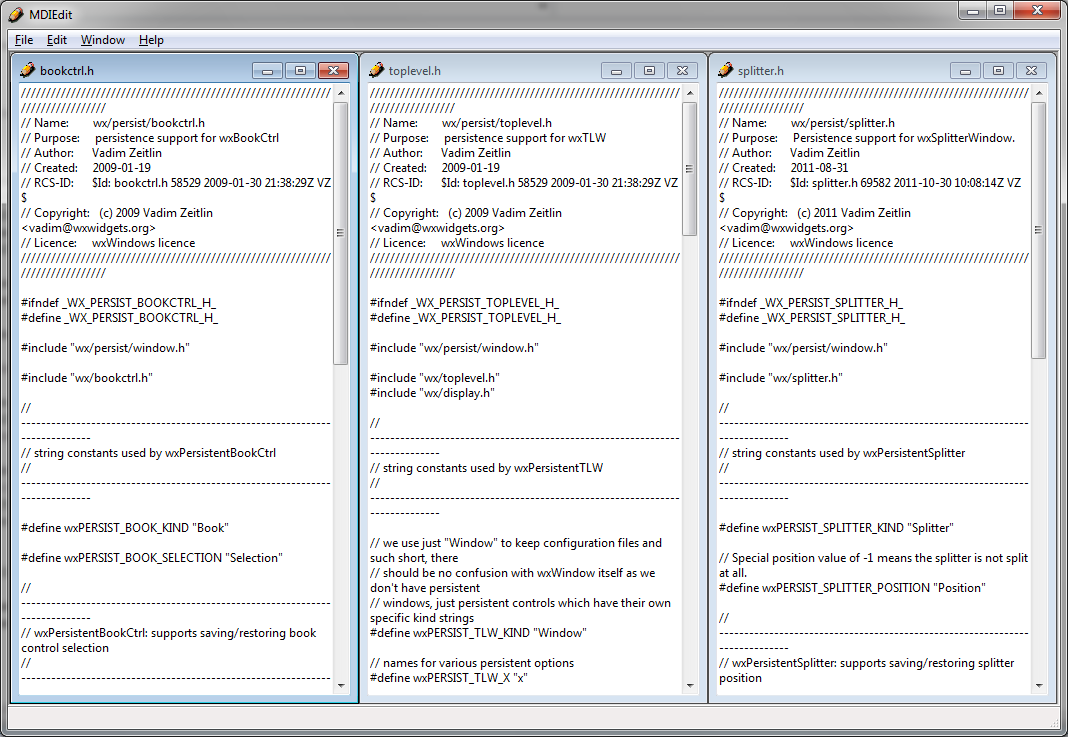 MDIEdit
File Edit Window Help
bookctrl.h
/////////////////////////////////////////////////////////////
////////////////
// Name: wx/persist/bookctrl.h
// Purpose: persistence support for wxBookCtrl
// Author: Vadim Zeitlin
// Created: 2009-01-19
// RCS-ID: $Id: bookctrl.h 58529 2009-01-30 21:38:29Z VZ
$
// Copyright: (c) 2009 Vadim Zeitlin
<vadim@wxwidgets.org>
// Licence: wxWindows licence
/////////////////////////////////////////////////////////////
////////////////
#ifndef _WX_PERSIST_BOOKCTRL_H_
#define _WX_PERSIST_BOOKCTRL_H_
#include "wx/persist/window.h"
#include "wx/bookctrl.h"
//
--------------------------------------------------------------
--------------
// string constants used by wxPersistentBookCtrl
//
--------------------------------------------------------------
--------------
#define wxPERSIST_BOOK_KIND "Book"
#define wxPERSIST_BOOK_SELECTION "Selection"
//
--------------------------------------------------------------
--------------
// wxPersistentBookCtrl: supports saving/restoring book
control selection
//
--------------------------------------------------------------
toplevel.h
/////////////////////////////////////////////////////////////
////////////////
// Name: wx/persist/toplevel.h
// Purpose: persistence support for wxTLW
// Author: Vadim Zeitlin
// Created: 2009-01-19
// RCS-ID: $Id: toplevel.h 58529 2009-01-30 21:38:29Z VZ
$
// Copyright: (c) 2009 Vadim Zeitlin
<vadim@wxwidgets.org>
// Licence: wxWindows licence
/////////////////////////////////////////////////////////////
////////////////
#ifndef _WX_PERSIST_TOPLEVEL_H_
#define _WX_PERSIST_TOPLEVEL_H_
#include "wx/persist/window.h"
#include "wx/toplevel.h"
#include "wx/display.h"
//
--------------------------------------------------------------
--------------
// string constants used by wxPersistentTLW
//
--------------------------------------------------------------
--------------
// we use just "Window" to keep configuration files and
such short, there
// should be no confusion with wxWindow itself as we
don't have persistent
// windows, just persistent controls which have their own
specific kind strings
#define wxPERSIST_TLW_KIND "Window"
// names for various persistent options
#define wxPERSIST_TLW_X "x"
splitter.h
/////////////////////////////////////////////////////////////
////////////////
// Name: wx/persist/splitter.h
// Purpose: Persistence support for wxSplitterWindow.
// Author: Vadim Zeitlin
// Created: 2011-08-31
// RCS-ID: $Id: splitter.h 69582 2011-10-30 10:08:14Z VZ
$
// Copyright: (c) 2011 Vadim Zeitlin
<vadim@wxwidgets.org>
// Licence: wxWindows licence
/////////////////////////////////////////////////////////////
////////////////
#ifndef _WX_PERSIST_SPLITTER_H_
#define _WX_PERSIST_SPLITTER_H_
#include "wx/persist/window.h"
#include "wx/splitter.h"
//
--------------------------------------------------------------
--------------
// string constants used by wxPersistentSplitter
//
--------------------------------------------------------------
--------------
#define wxPERSIST_SPLITTER_KIND "Splitter"
// Special position value of -1 means the splitter is not split
at all.
#define wxPERSIST_SPLITTER_POSITION "Position"
//
--------------------------------------------------------------
--------------
// wxPersistentSplitter: supports saving/restoring splitter
position